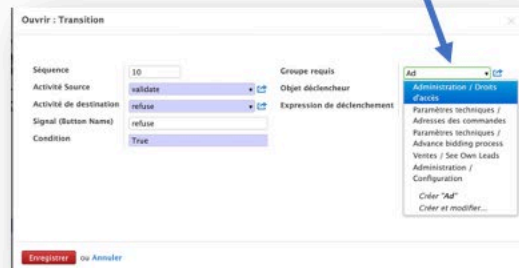 Ouvrir : Transition
Séquence
10
Activité Source
validate
Activité de destination
refuse
Signal (Button Name)
refuse
Condition
True
Groupe requis
Ad
Objet déclencheur
Expression de déclenchement
Administration / Droits
d'accès
Paramètres techniques /
Adresses des commandes
Paramètres techniques /
Advance bidding process
Ventes / See Own Leads
Administration /
Configuration
Créer "Ad"
Créer et modifier...
Enregistrer ou Annuler